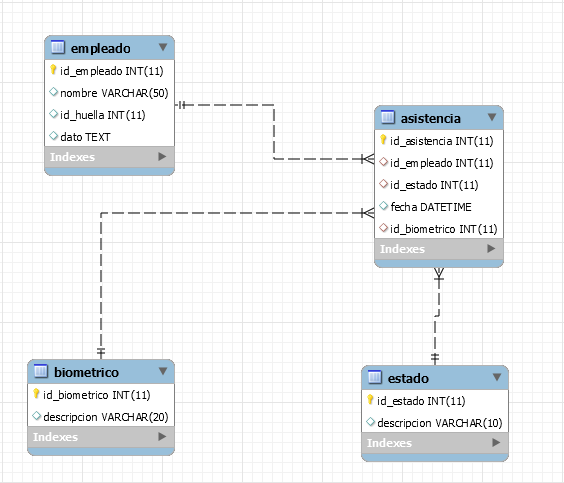 empleado
id_empleado INT(11)
nombre VARCHAR(50)
id_huella INT(11)
dato TEXT
Indexes
asistencia
id_asistencia INT(11)
id_empleado INT(11)
id_estado INT(11)
fecha DATETIME
id_biometrico INT(11)
Indexes
biometrico
id_biometrico INT(11)
descripcion VARCHAR(20)
Indexes
estado
id_estado INT(11)
descripcion VARCHAR(10)
Indexes